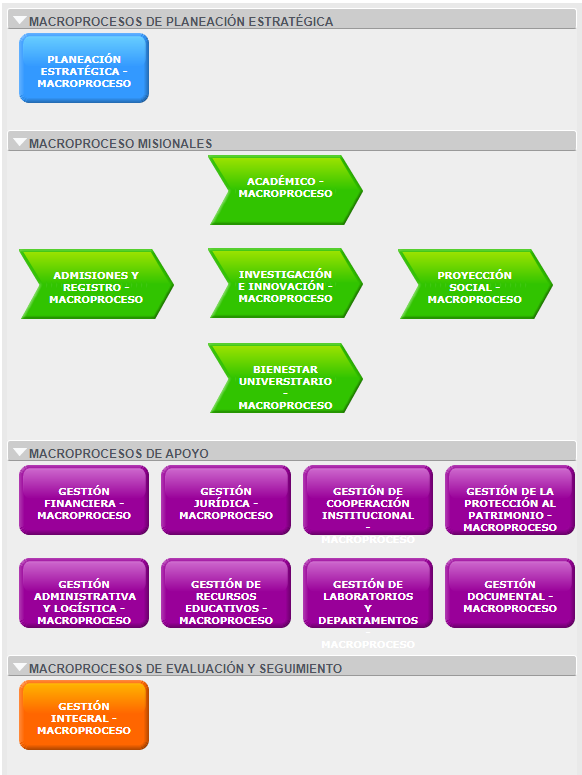 MACROPROCESOS DE PLANEACIÓN ESTRATÉGICA
PLANEACIÓN
ESTRATÉGICA -
MACROPROCESO
MACROPROCESO MISIONALES
ACADÉMICO -
MACROPROCESO
ADMISIONES Y
REGISTRO -
MACROPROCESO
INVESTIGACIÓN
E INNOVACIÓN -
MACROPROCESO
PROYECCIÓN
SOCIAL -
MACROPROCESO
BIENESTAR
UNIVERSITARIO
-
MACROPROCESO
MACROPROCESOS DE APOYO
GESTIÓN
FINANCIERA -
MACROPROCESO
GESTIÓN
JURÍDICA -
MACROPROCESO
GESTIÓN DE
COOPERACIÓN
INSTITUCIONAL
-
MACROPROCESO
GESTIÓN DE LA
PROTECCIÓN AL
PATRIMONIO -
MACROPROCESO
GESTIÓN
ADMINISTRATIVA
Y LOGÍSTICA -
MACROPROCESO
GESTIÓN DE
RECURSOS
EDUCATIVOS -
MACROPROCESO
GESTIÓN DE
LABORATORIOS
Y
DEPARTAMENTOS
-
MACROPROCESO
GESTIÓN
DOCUMENTAL -
MACROPROCESO
MACROPROCESOS DE EVALUACIÓN Y SEGUIMIENTO
GESTIÓN
INTEGRAL -
MACROPROCESO